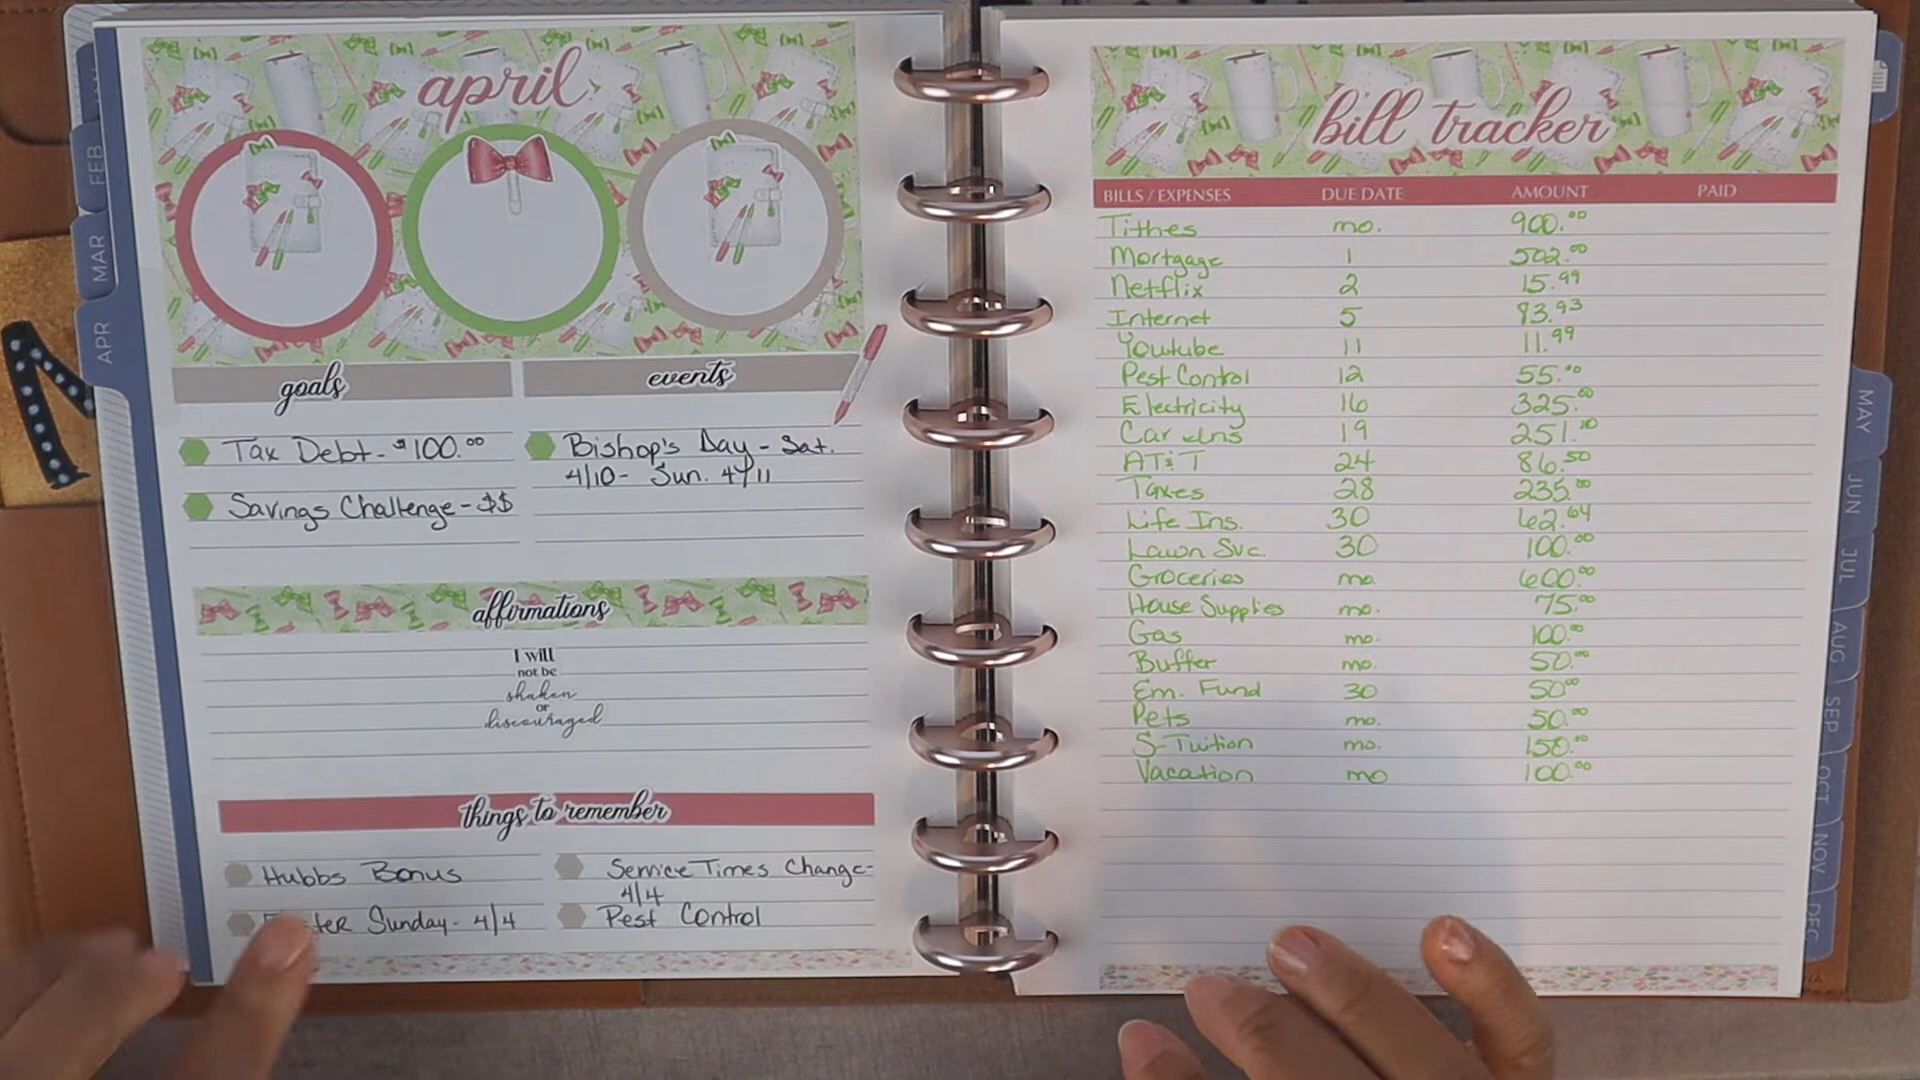 april
goals
events
Tax Debt - $100.00
Savings Challenge - $$
Bishop's Day - Sat.
4/10 - Sun. 4/11
affirmations
I will
not be
shaken
or
discouraged
things to remember
Hubbs Bonus
Sunday - 4/4
Service Times Change -
4/4
Pest Control
JAN
FEB
MAR
APR
bill tracker
BILLS / EXPENSES DUE DATE AMOUNT PAID
Tithes mo. 900.00
Mortgage 1 502.00
Netflix 2 15.99
Internet 5 83.93
Youtube 11 11.99
Pest Control 12 55.00
Electricity 16 325.00
Car Ins 19 251.10
AT&T 24 86.50
Taxes 28 235.00
Life Ins. 30 62.64
Lawn Svc. 30 100.00
Groceries mo. 600.00
House Supplies mo. 75.00
Gas mo. 100.00
Buffer mo. 50.00
Em. Fund 30 50.00
Pets mo. 50.00
S-Tuition mo. 150.00
Vacation mo 100.00
MAY
JUN
JUL
AUG
SEP
OCT
NOV
DEC